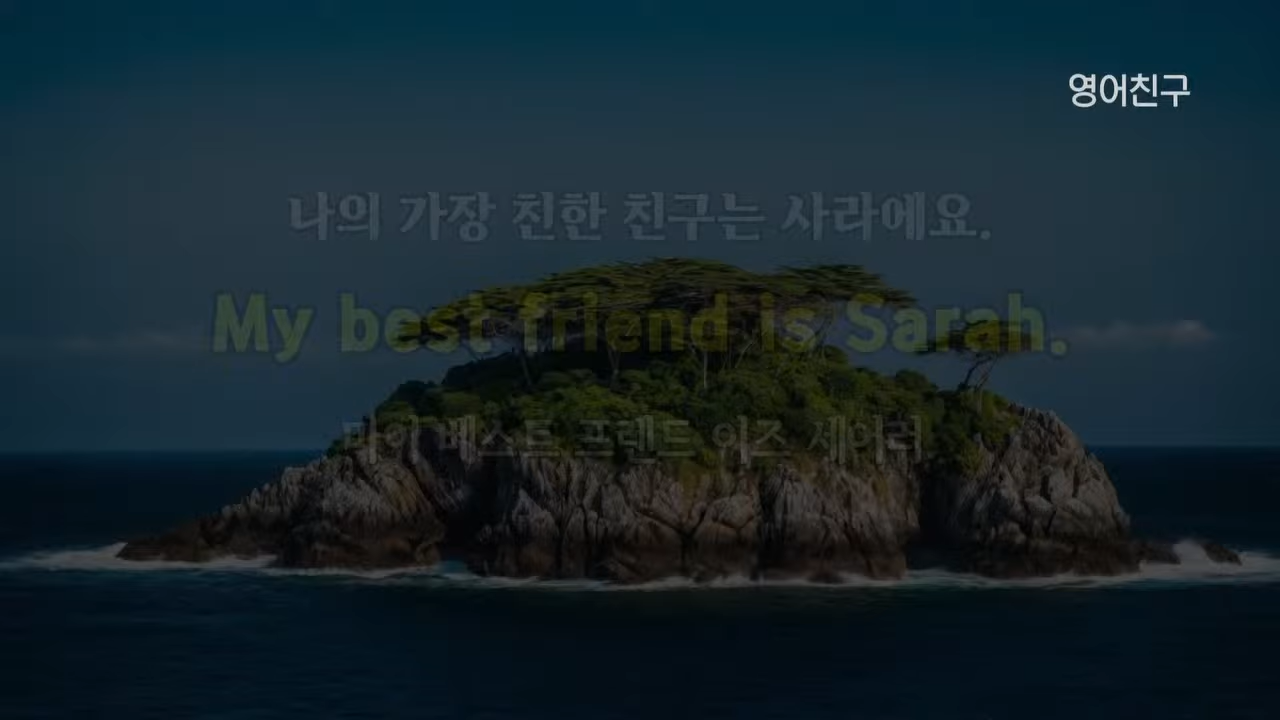 영어친구
나의 가장 친한 친구는 사라에요.
My best friend is Sarah.
마이 베스트 프렌드 이즈 세어러